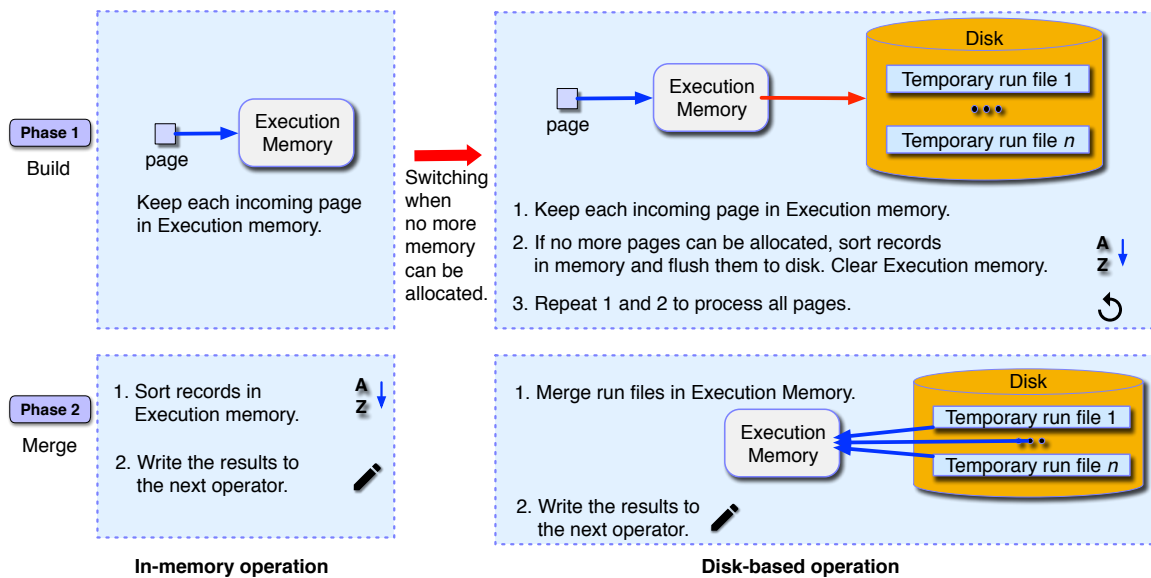 Phase 1
Build
page
Execution
Memory
Keep each incoming page
in Execution memory.
Switching
when
no more
memory
can be
allocated.
page
Execution
Memory
Disk
Temporary run file 1
•••
Temporary run file n
1. Keep each incoming page in Execution memory.
2. If no more pages can be allocated, sort records
in memory and flush them to disk. Clear Execution memory.
A
Z
3. Repeat 1 and 2 to process all pages.
Phase 2
Merge
1. Sort records in
Execution memory.
A
Z
2. Write the results to
the next operator.
1. Merge run files in Execution Memory.
Execution
Memory
Disk
Temporary run file 1
•••
Temporary run file n
2. Write the results to
the next operator.
In-memory operation
Disk-based operation